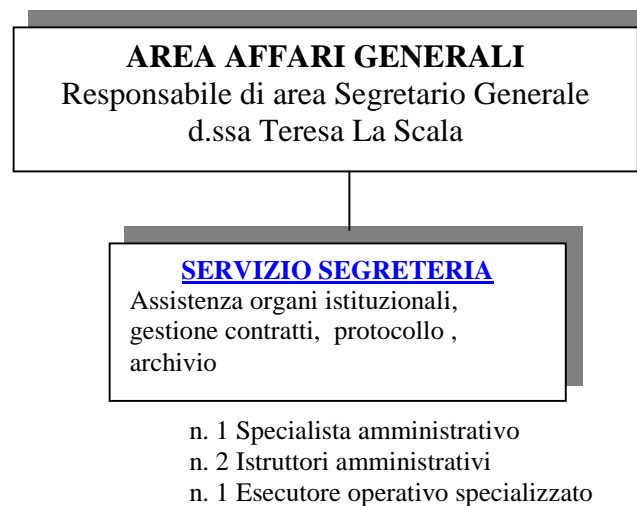 AREA AFFARI GENERALI
Responsabile di area Segretario Generale
d.ssa Teresa La Scala
SERVIZIO SEGRETERIA
Assistenza organi istituzionali,
gestione contratti, protocollo ,
archivio
n. 1 Specialista amministrativo
n. 2 Istruttori amministrativi
n. 1 Esecutore operativo specializzato